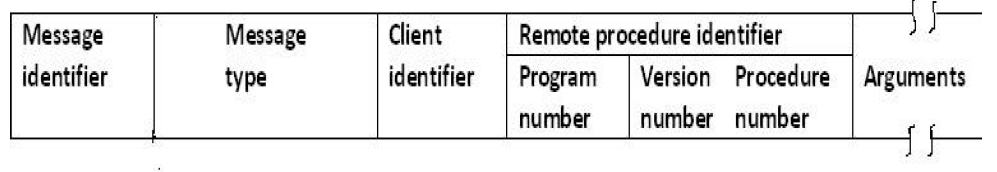 Message Message Client Remote procedure identifier
identifier type identifier Program Version Procedure Arguments
number number number